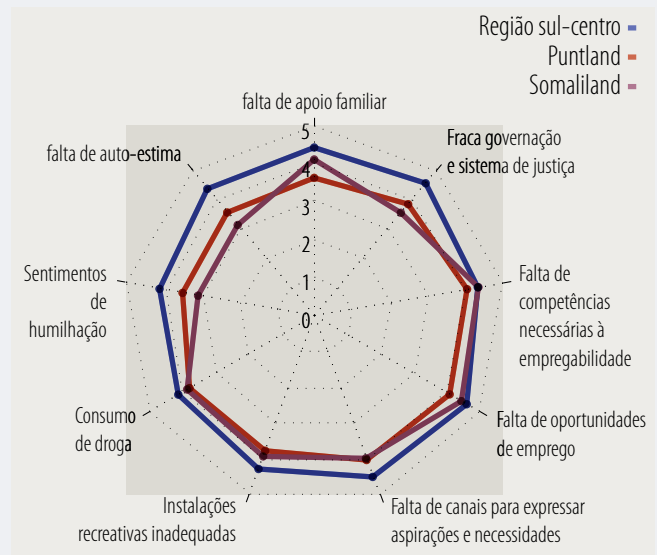 Região sul-centro
Puntland
Somaliland
falta de apoio familiar
Fraca governação
e sistema de justiça
falta de auto-estima
5
4
3
2
1
0
Sentimentos
de
humilhação
Falta de
competências
necessárias à
empregabilidade
Consumo
de droga
Falta de oportunidades
de emprego
Instalações
recreativas inadequadas
Falta de canais para expressar
aspirações e necessidades